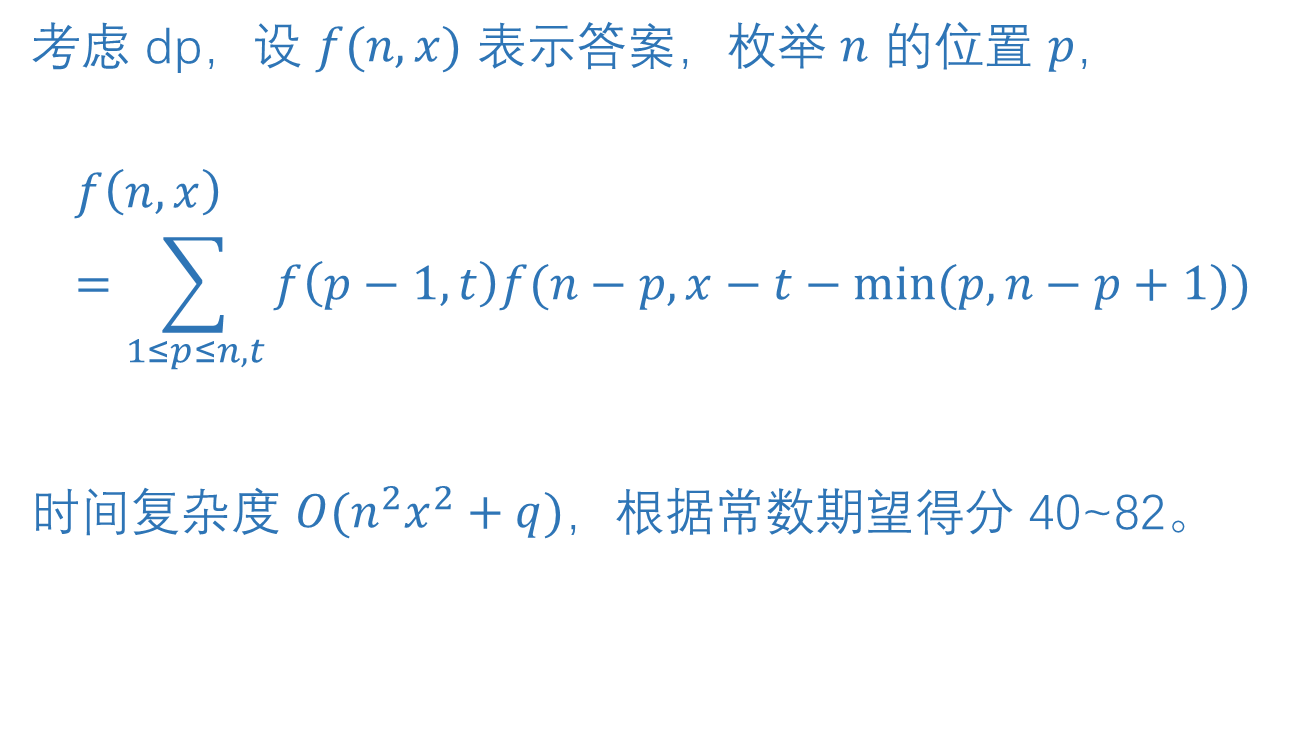 考虑 dp，设 f(n, x) 表示答案，枚举 n 的位置 p,
f(n, x)
= ∑ f(p − 1, t)f(n − p, x − t − min(p, n − p + 1))
1≤p≤n,t
时间复杂度 O(n²x² + q)，根据常数期望得分 40~82。